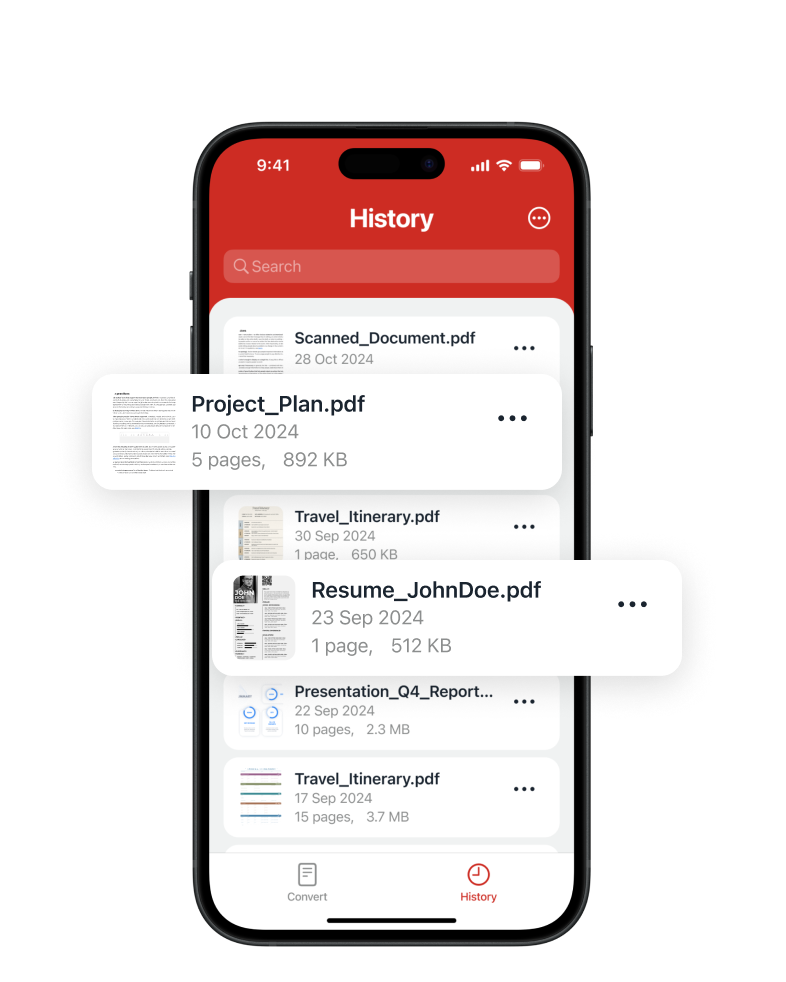 9:41
History
Search
Scanned_Document.pdf
28 Oct 2024
Project_Plan.pdf
10 Oct 2024
5 pages, 892 KB
Travel_Itinerary.pdf
30 Sep 2024
1 page, 650 KB
JOHN
DOE
Resume_JohnDoe.pdf
23 Sep 2024
1 page, 512 KB
Presentation_Q4_Report...
22 Sep 2024
10 pages, 2.3 MB
Travel_Itinerary.pdf
17 Sep 2024
15 pages, 3.7 MB
Convert
History